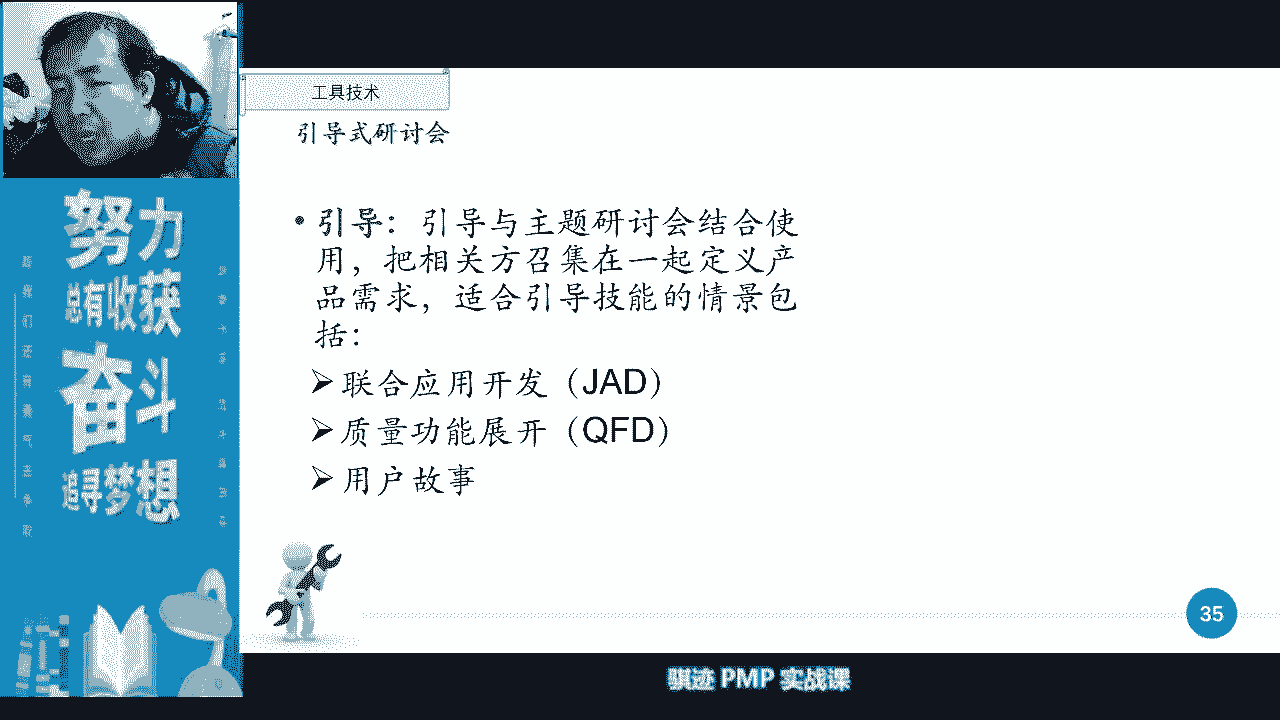 工具技术
引导式研讨会
• 引导：引导与主题研讨会结合使
用，把相关方召集在一起定义产
品需求，适合引导技能的情景包
括：
➢ 联合应用开发（JAD）
➢ 质量功能展开（QFD）
➢ 用户故事
努力
总有收获
奋斗
追寻梦想
35
骐迹 PMP 实战课